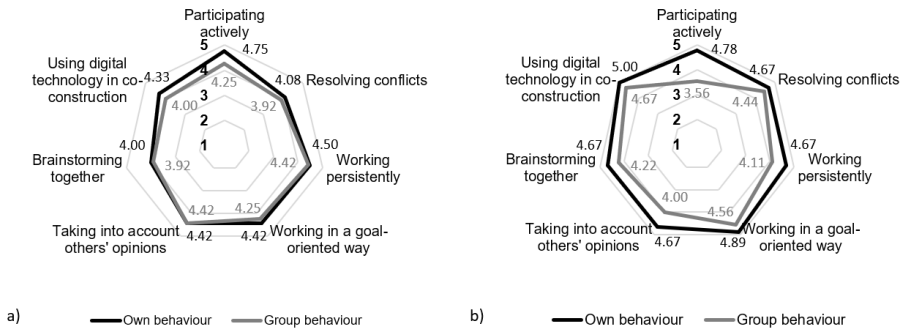 Participating
actively
5
4.75
Using digital
technology in co-
construction
4.33
4
4.25
4.08
Resolving conflicts
4.00
3
3.92
2
4.00
1
4.50
Brainstorming
together
3.92
4.42
Working
persistently
4.42
4.25
Taking into account
others' opinions
4.42
4.42
Working in a goal-
oriented way
a)
Own behaviour
Group behaviour
Participating
actively
5
4.78
Using digital
technology in co-
construction
5.00
4
4.67
Resolving conflicts
4.67
3
3.56
4.44
2
4.67
1
4.67
Brainstorming
together
4.22
4.11
Working
persistently
4.00
4.56
Taking into account
others' opinions
4.67
4.89
Working in a goal-
oriented way
b)
Own behaviour
Group behaviour